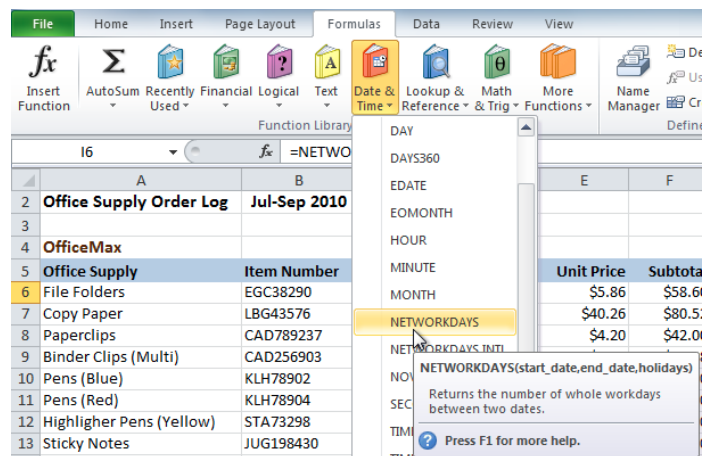 File Home Insert Page Layout Formulas Data Review View
fx Σ ? A θ
Insert Function AutoSum Recently Used Financial Logical Text Date & Time Lookup & Reference Math & Trig More Functions Name Manager
Function Library
I6 fx =NETWO
A B E F
2 Office Supply Order Log Jul-Sep 2010
3
4 OfficeMax
5 Office Supply Item Number Unit Price Subtota
6 File Folders EGC38290 $5.86 $58.60
7 Copy Paper LBG43576 $40.26 $80.52
8 Paperclips CAD789237 $4.20 $42.00
9 Binder Clips (Multi) CAD256903
10 Pens (Blue) KLH78902
11 Pens (Red) KLH78904
12 Highligher Pens (Yellow) STA73298
13 Sticky Notes JUG198430
DAY
DAYS360
EDATE
EOMONTH
HOUR
MINUTE
MONTH
NETWORKDAYS
NETWORKDAYS.INTL
NETWORKDAYS(start_date,end_date,holidays)
Returns the number of whole workdays
between two dates.
? Press F1 for more help.